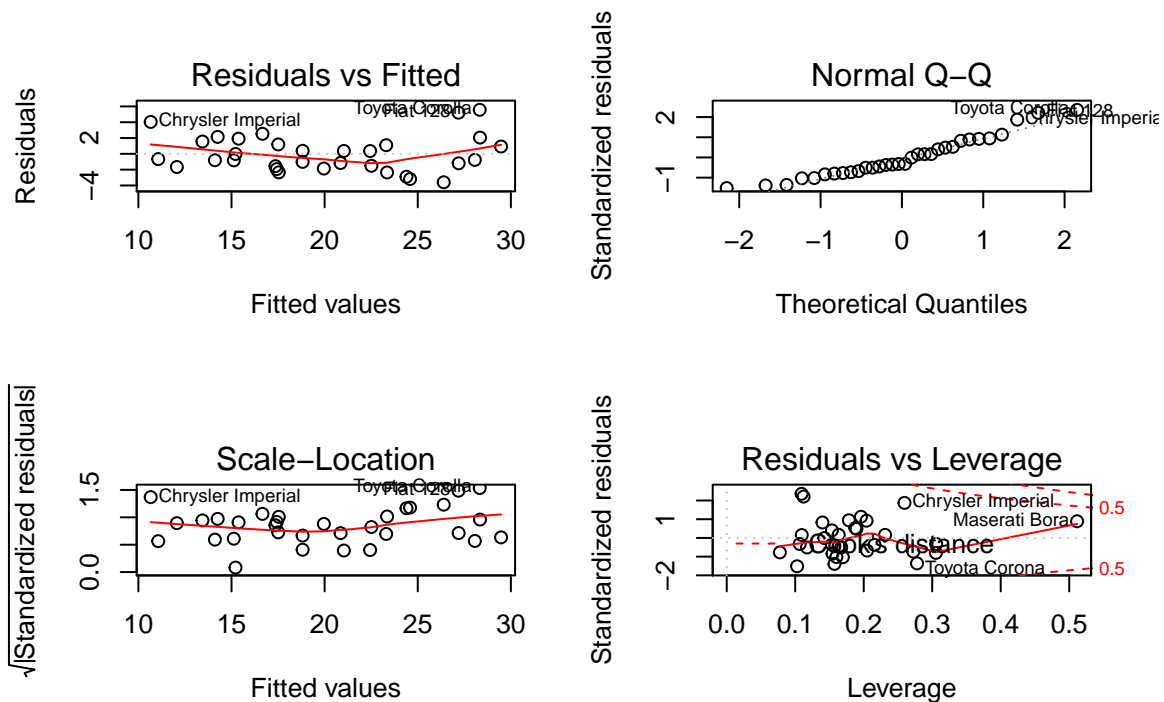 Residuals vs Fitted
Residuals
2
−4
Toyota Corolla
Fiat 128
Chrysler Imperial
10 15 20 25 30
Fitted values
Normal Q−Q
Standardized residuals
2
−1
Toyota Corolla
Fiat 128
Chrysler Imperia
−2 −1 0 1 2
Theoretical Quantiles
Scale−Location
√|Standardized residuals|
1.5
0.0
Toyota Corolla
Fiat 128
Chrysler Imperial
10 15 20 25 30
Fitted values
Residuals vs Leverage
Standardized residuals
1
−2
Chrysler Imperial
0.5
Maserati Bora
Cook's distance
Toyota Corona
0.5
0.0 0.1 0.2 0.3 0.4 0.5
Leverage